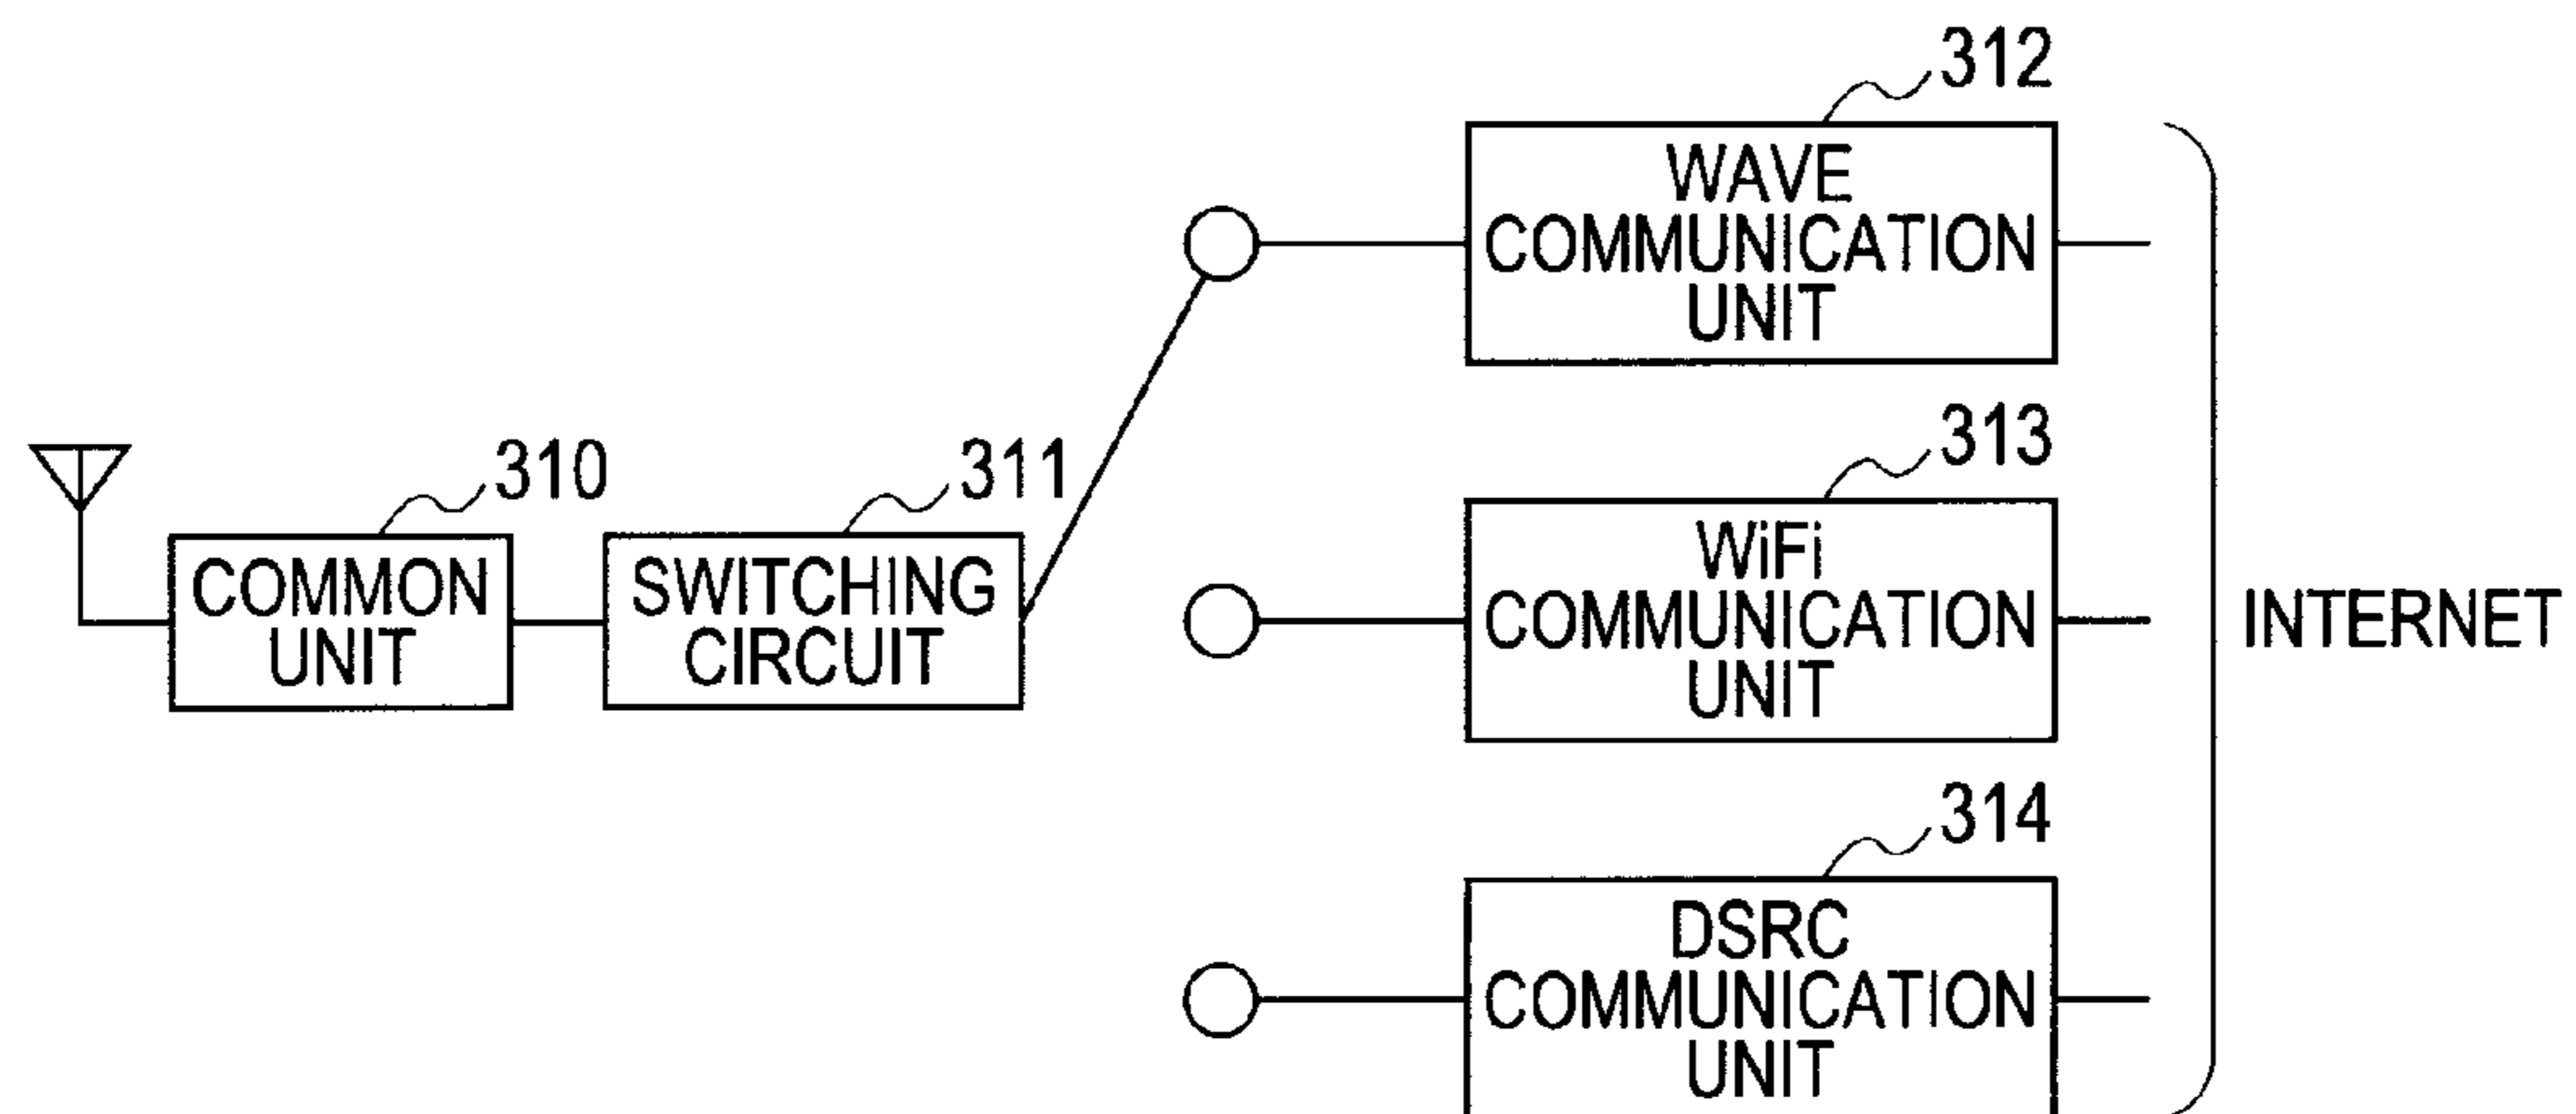 312
WAVE
COMMUNICATION
UNIT
313
310
311
WiFi
COMMON
UNIT
SWITCHING
CIRCUIT
COMMUNICATION
UNIT
INTERNET
314
DSRC
COMMUNICATION
UNIT